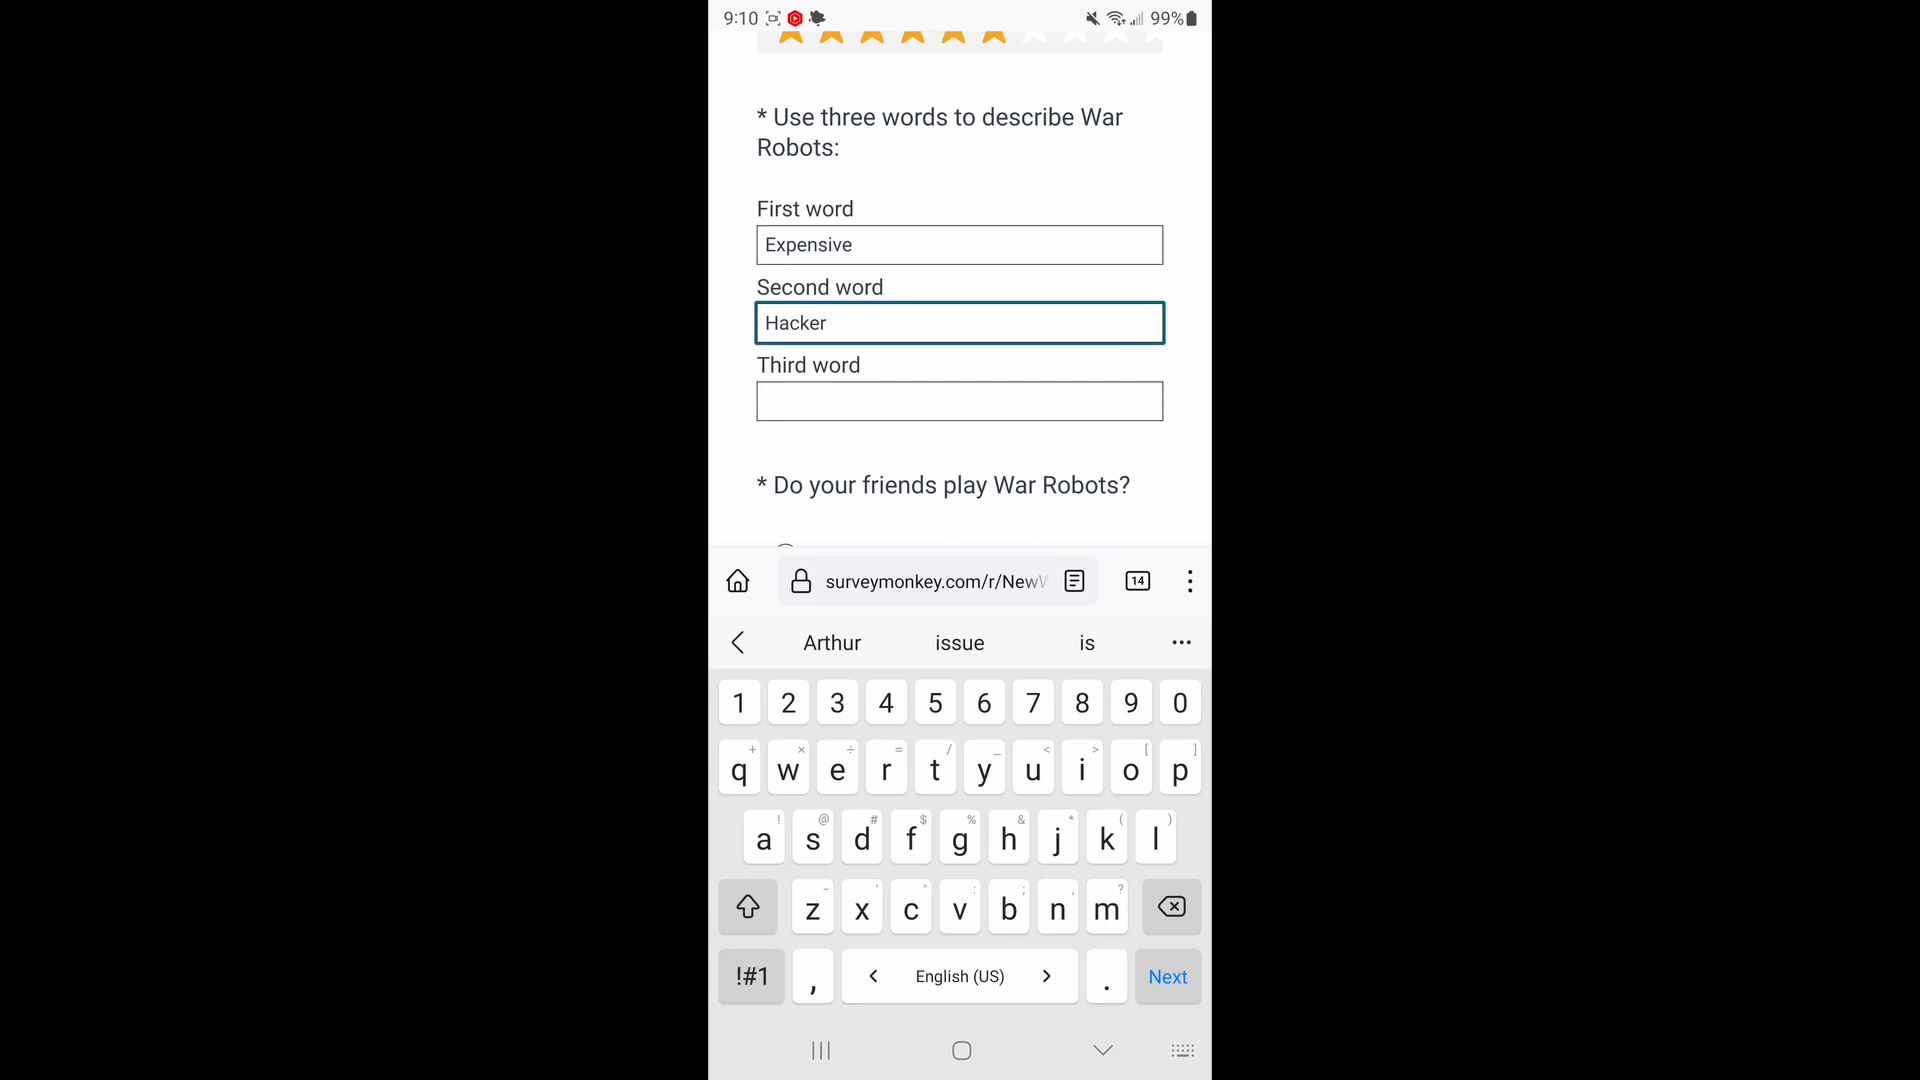 9:10 99%
* Use three words to describe War
Robots:
First word
Expensive
Second word
Hacker
Third word
* Do your friends play War Robots?
surveymonkey.com/r/NewW
14
Arthur issue is ...
1 2 3 4 5 6 7 8 9 0
+ × ÷ = / _ < > [ ]
q w e r t y u i o p
! @ # $ % & * ( )
a s d f g h j k l
- ' " : ; , ?
z x c v b n m
!#1 , < English (US) > . Next